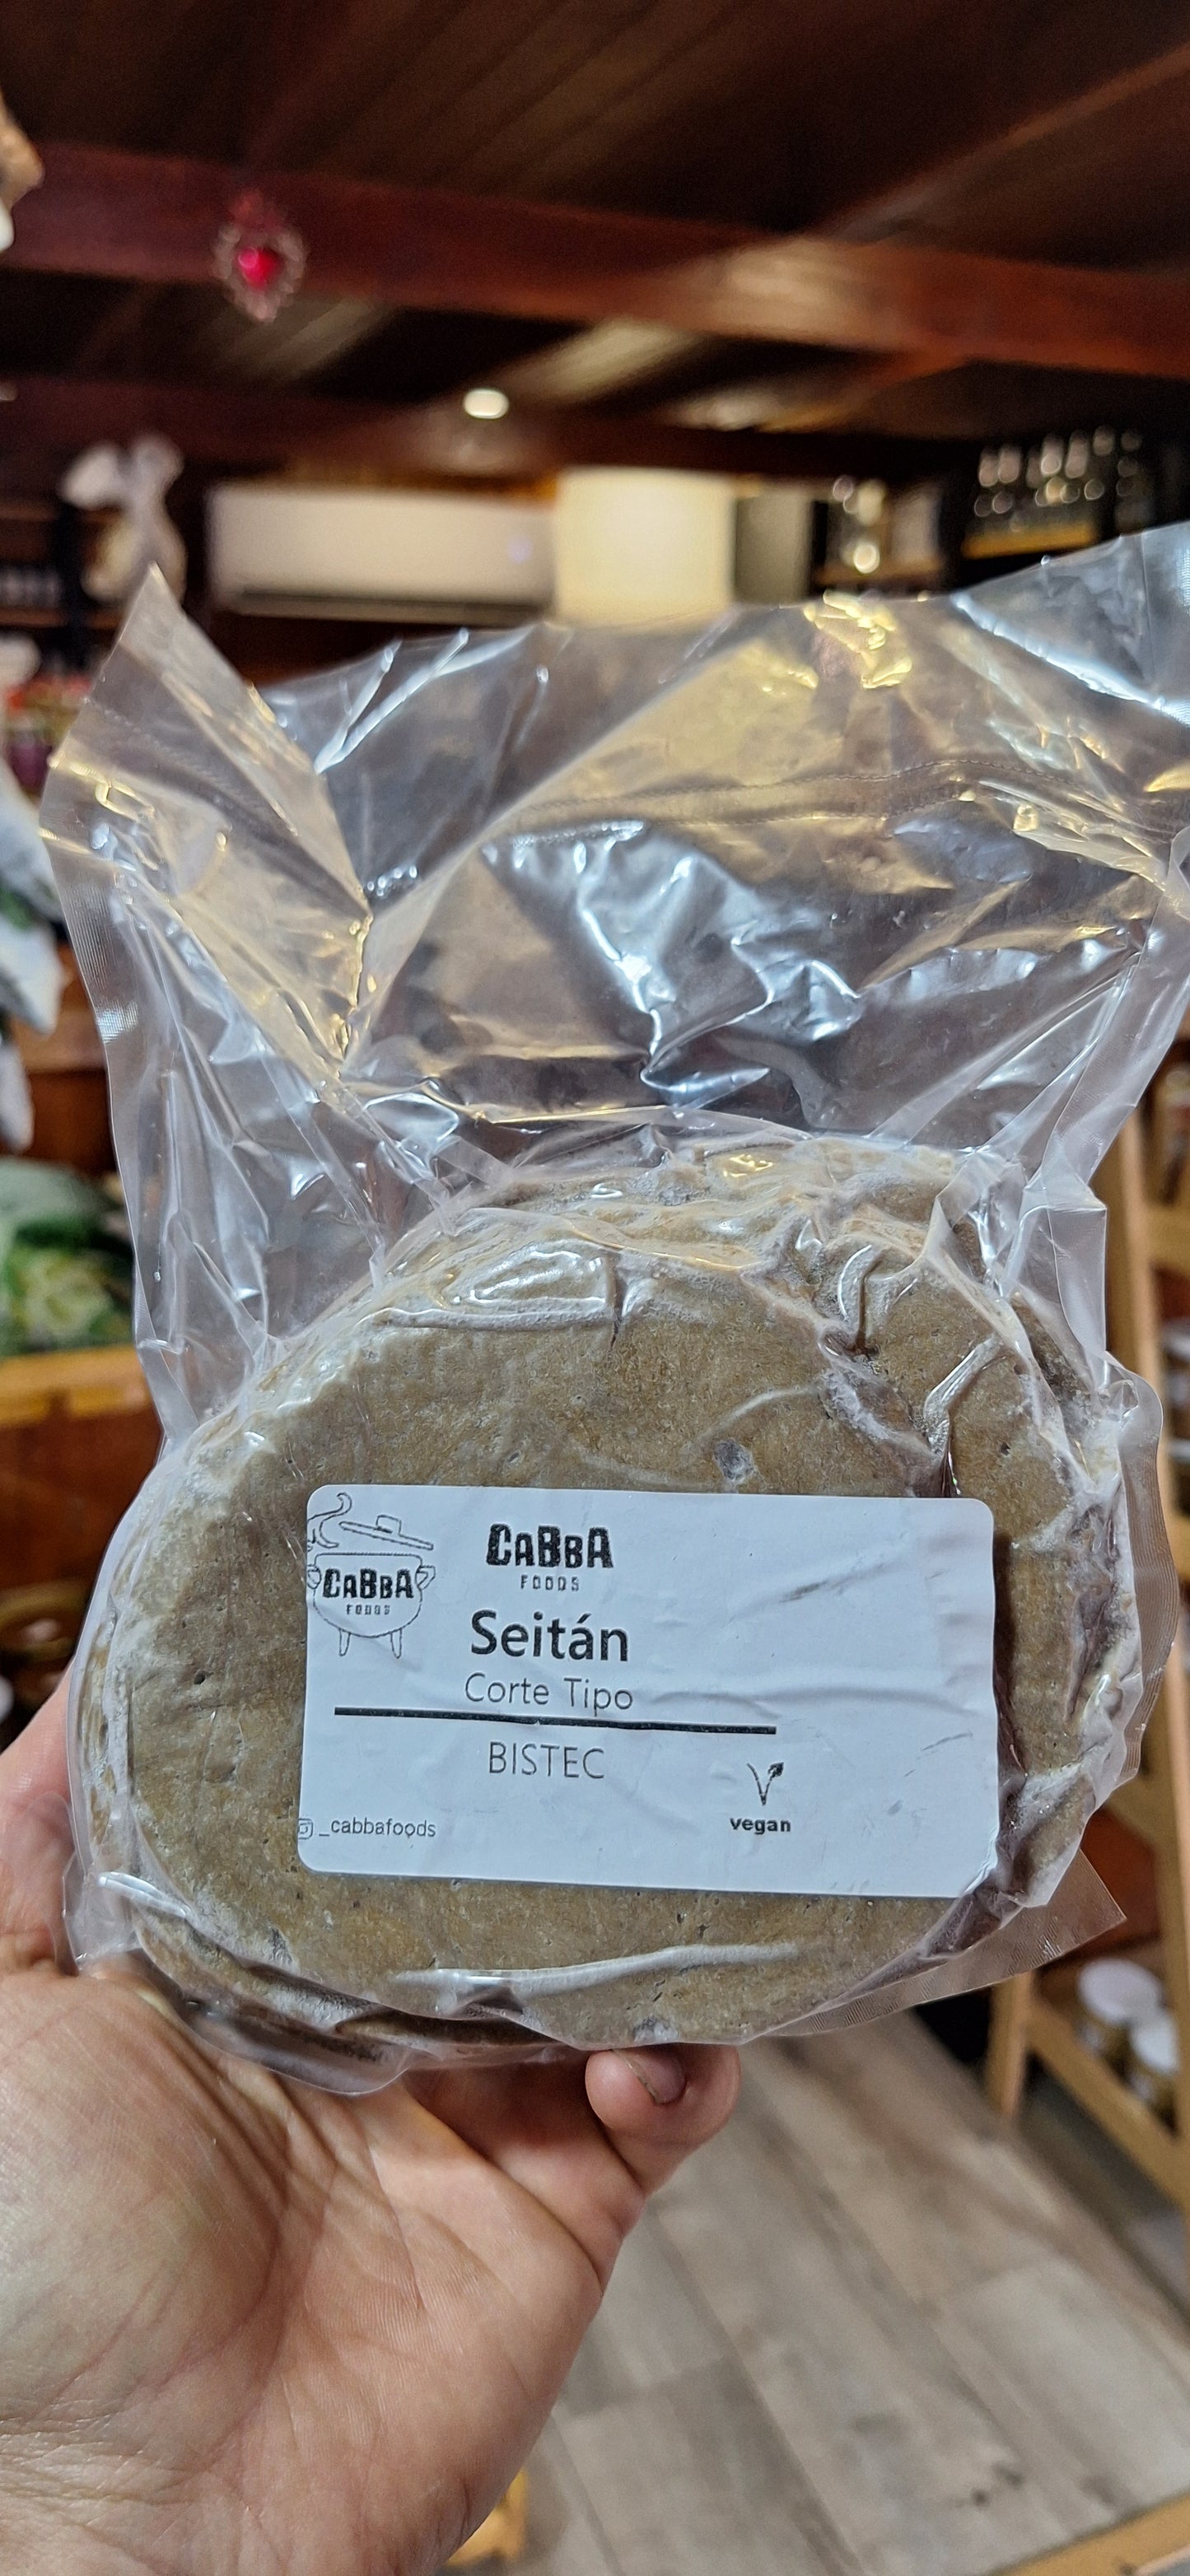 CABBA
FOODS
CABBA
FOODS
Seitán
Corte Tipo
BISTEC
vegan
_cabbafoods